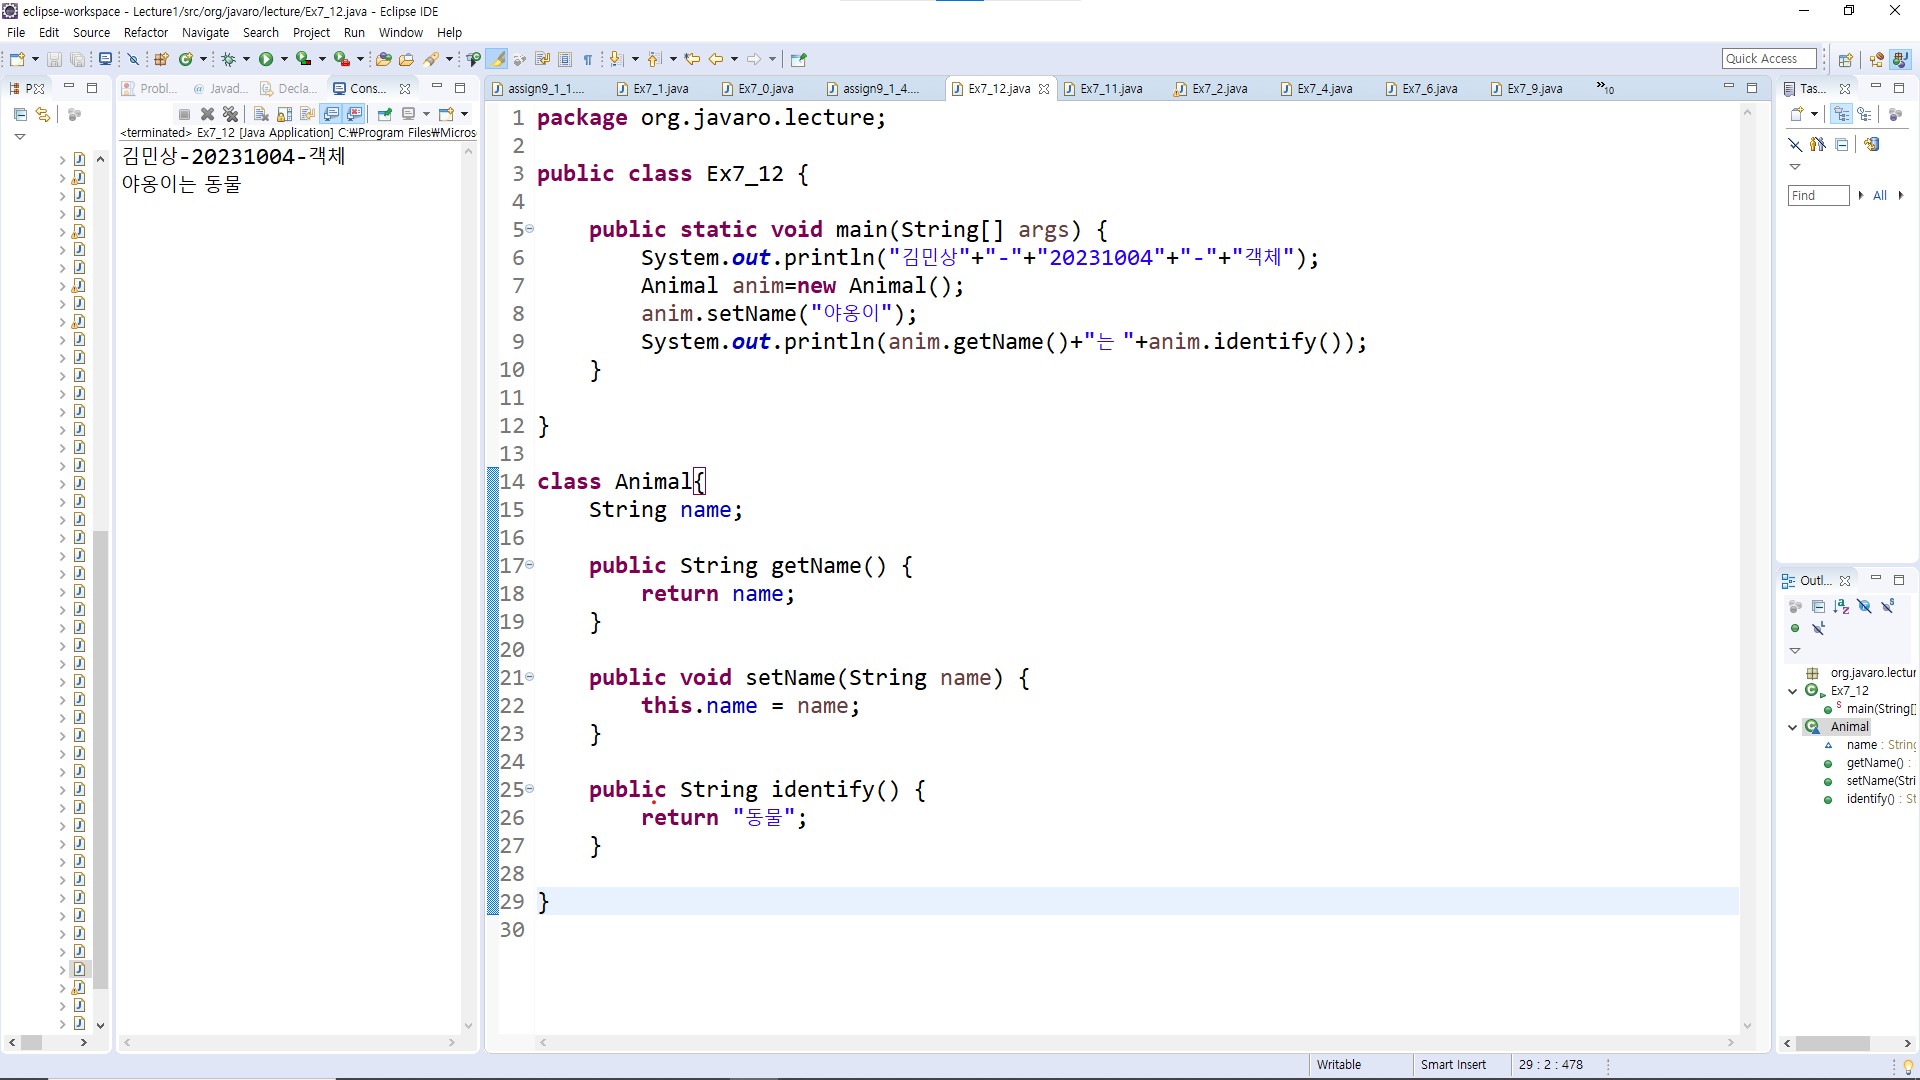 eclipse-workspace - Lecture1/src/org/javaro/lecture/Ex7_12.java - Eclipse IDE
File Edit Source Refactor Navigate Search Project Run Window Help
Quick Access
P
Probl... Javad... Decla... Cons...
<terminated> Ex7_12 [Java Application] C:₩Program Files₩Micros
김민상-20231004-객체
야옹이는 동물
assign9_1_1.... Ex7_1.java Ex7_0.java assign9_1_4.... Ex7_12.java Ex7_11.java Ex7_2.java Ex7_4.java Ex7_6.java Ex7_9.java »10
1 package org.javaro.lecture;
2
3 public class Ex7_12 {
4
5 public static void main(String[] args) {
6 System.out.println("김민상"+"-"+"20231004"+"-"+"객체");
7 Animal anim=new Animal();
8 anim.setName("야옹이");
9 System.out.println(anim.getName()+"는 "+anim.identify());
10 }
11
12 }
13
14 class Animal{
15 String name;
16
17 public String getName() {
18 return name;
19 }
20
21 public void setName(String name) {
22 this.name = name;
23 }
24
25 public String identify() {
26 return "동물";
27 }
28
29 }
30
Tas...
Find All
Outl...
org.javaro.lectur
Ex7_12
main(String[]
Animal
name : String
getName() :
setName(Stri
identify() : St
Writable Smart Insert 29 : 2 : 478